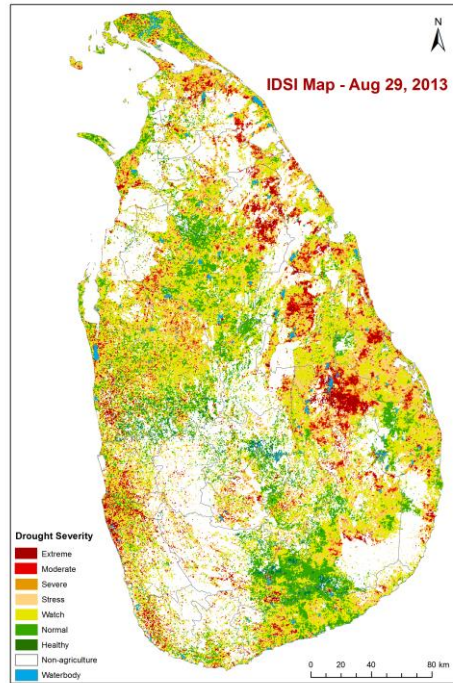 N
IDSI Map - Aug 29, 2013
Drought Severity
Extreme
Moderate
Severe
Stress
Watch
Normal
Healthy
Non-agriculture
Waterbody
0 20 40 80 km